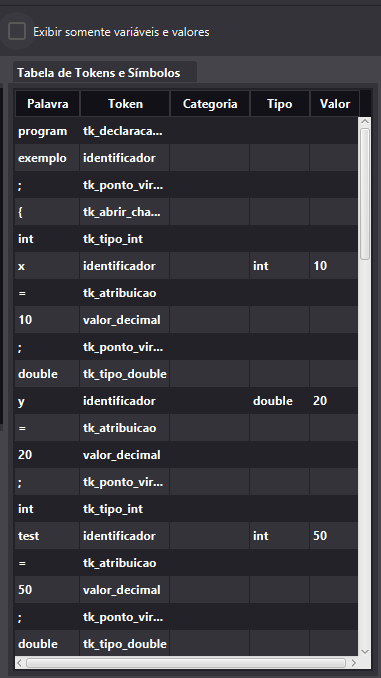 Exibir somente variáveis e valores
Tabela de Tokens e Símbolos
Palavra Token Categoria Tipo Valor
program tk_declaraca...
exemplo identificador
; tk_ponto_vir...
{ tk_abrir_cha...
int tk_tipo_int
x identificador int 10
= tk_atribuicao
10 valor_decimal
; tk_ponto_vir...
double tk_tipo_double
y identificador double 20
= tk_atribuicao
20 valor_decimal
; tk_ponto_vir...
int tk_tipo_int
test identificador int 50
= tk_atribuicao
50 valor_decimal
; tk_ponto_vir...
double tk_tipo_double